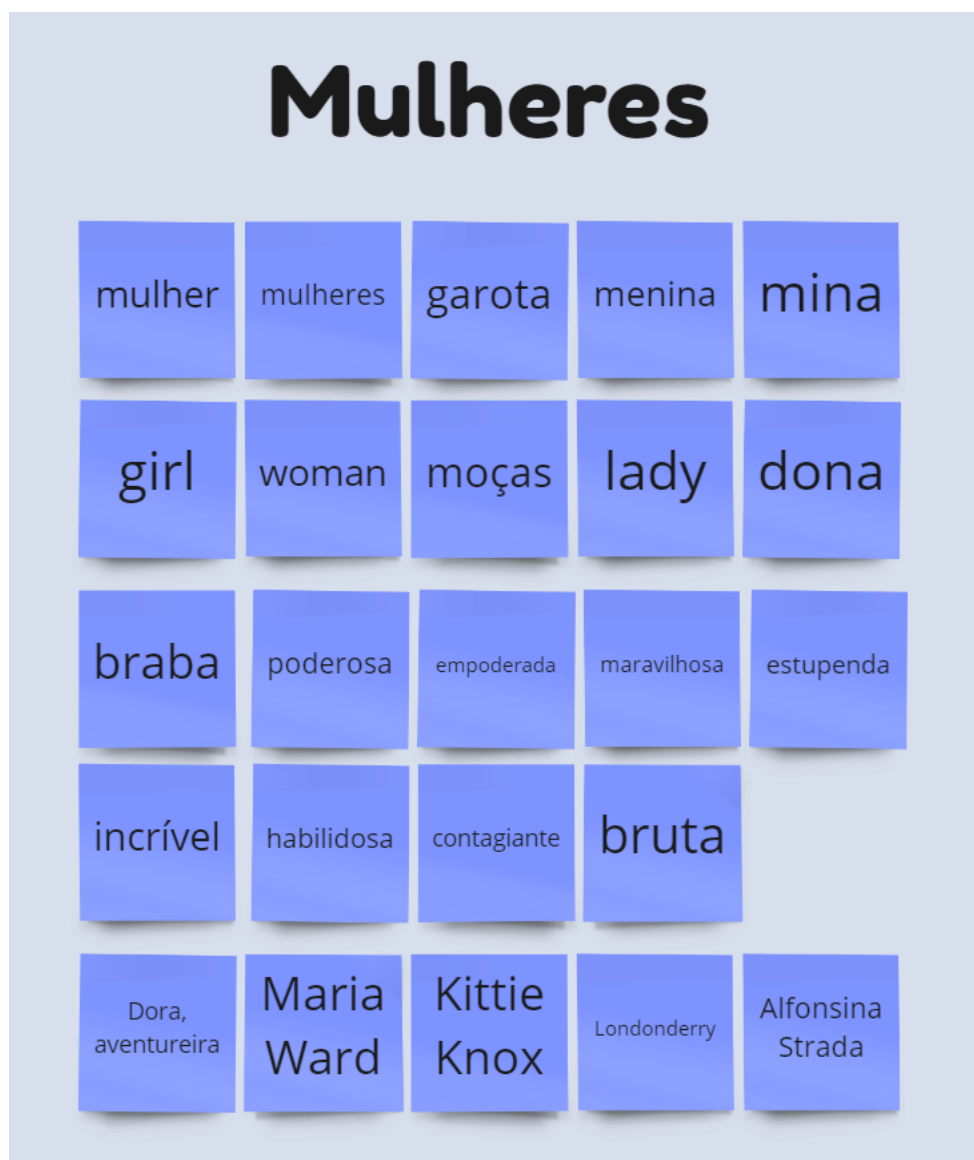 Mulheres
mulher
mulheres
garota
menina
mina
girl
woman
moças
lady
dona
braba
poderosa
empoderada
maravilhosa
estupenda
incrível
habilidosa
contagiante
bruta
Dora,
aventureira
Maria
Ward
Kittie
Knox
Londonderry
Alfonsina
Strada